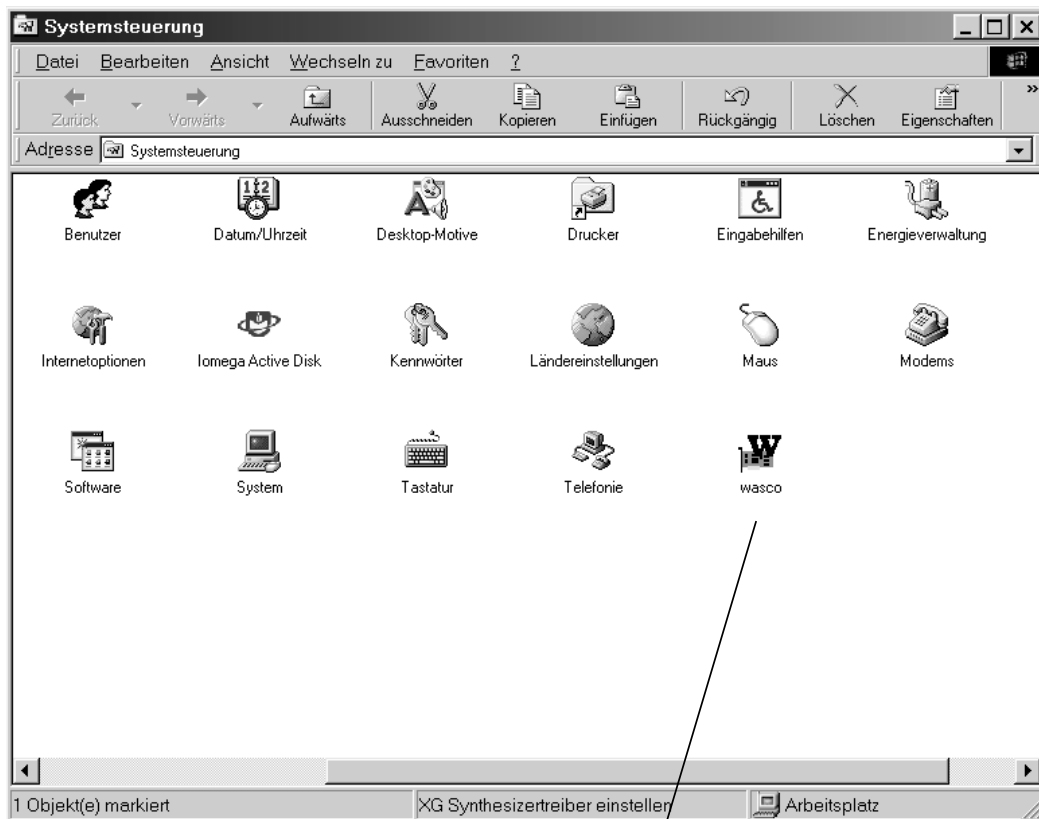 Systemsteuerung
Datei Bearbeiten Ansicht Wechseln zu Favoriten ?
Zurück Vorwärts Aufwärts Ausschneiden Kopieren Einfügen Rückgängig Löschen Eigenschaften »
Adresse Systemsteuerung
Benutzer Datum/Uhrzeit Desktop-Motive Drucker Eingabehilfen Energieverwaltung
Internetoptionen Iomega Active Disk Kennwörter Ländereinstellungen Maus Modems
Software System Tastatur Telefonie wasco
1 Objekt(e) markiert XG Synthesizertreiber einstellen Arbeitsplatz